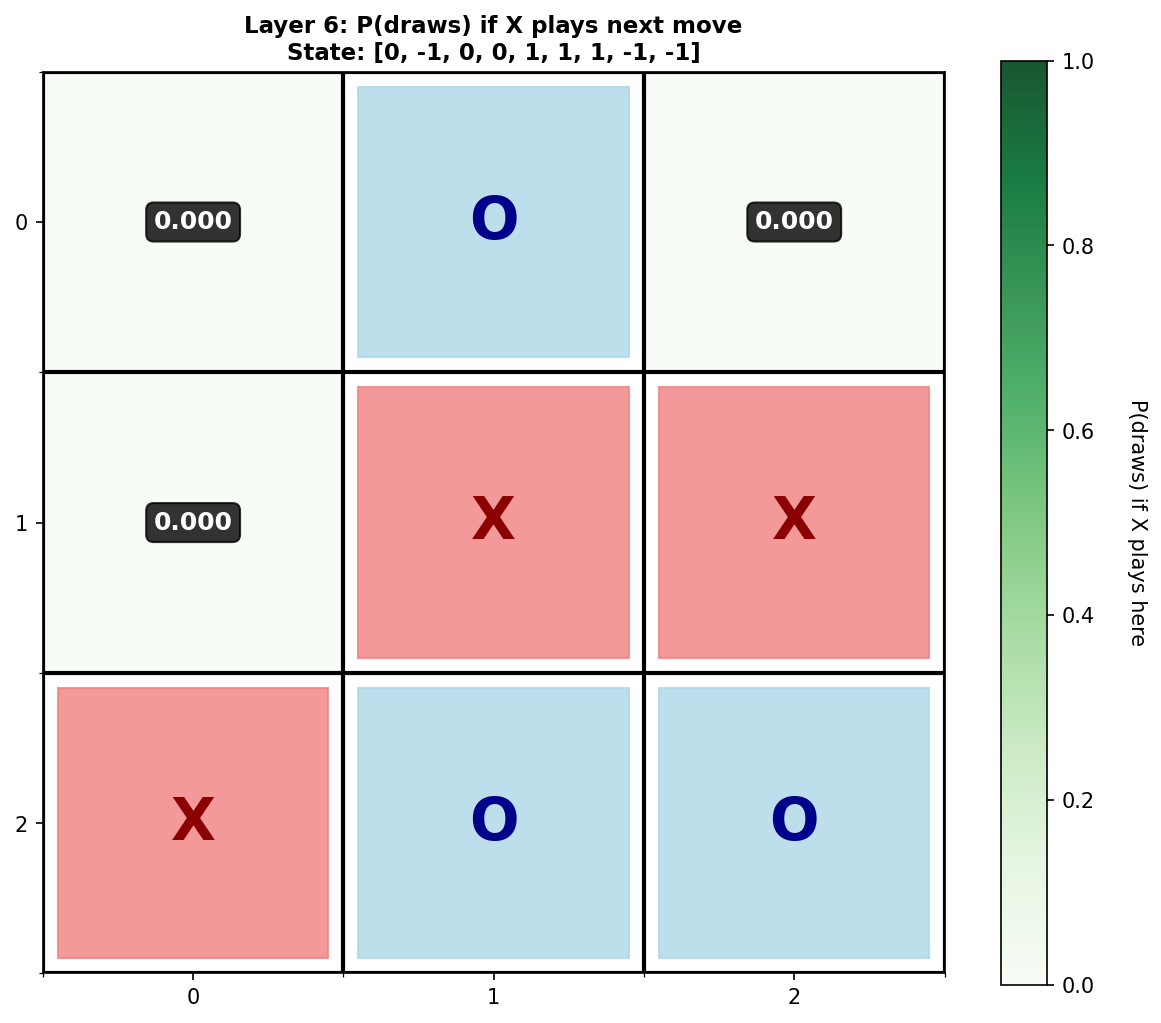 Layer 6: P(draws) if X plays next move
State: [0, -1, 0, 0, 1, 1, 1, -1, -1]
0
0.000
O
0.000
1
0.000
X
X
2
X
O
O
0
1
2
1.0
0.8
0.6
0.4
0.2
0.0
P(draws) if X plays here